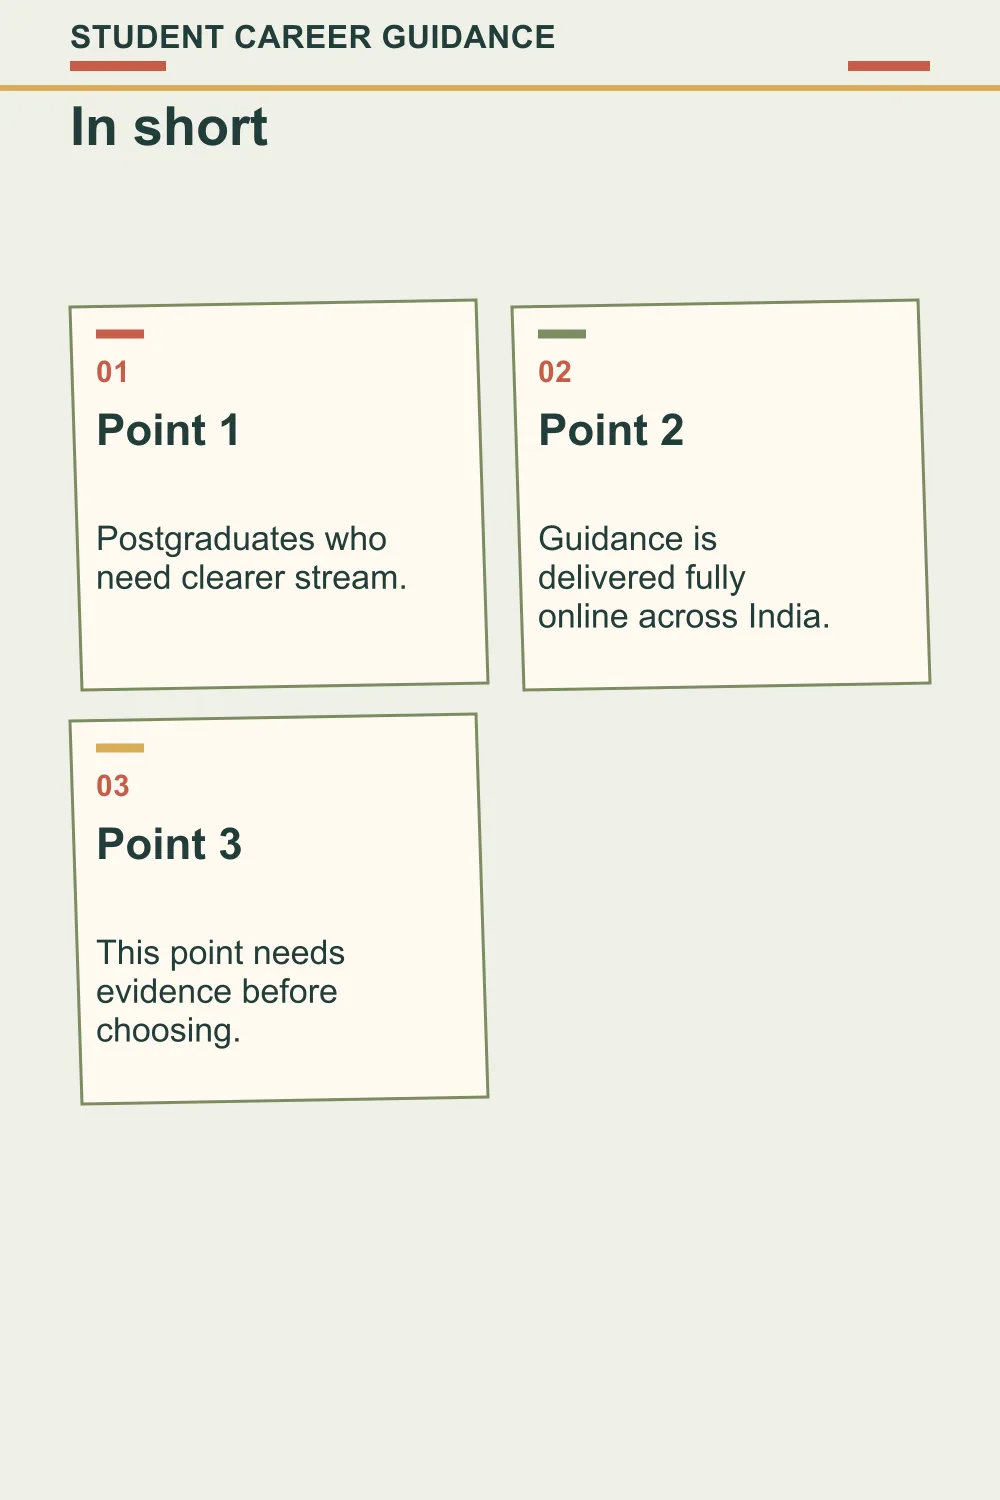 STUDENT CAREER GUIDANCE
In short
01
Point 1
Postgraduates who
need clearer stream.
02
Point 2
Guidance is
delivered fully
online across India.
03
Point 3
This point needs
evidence before
choosing.